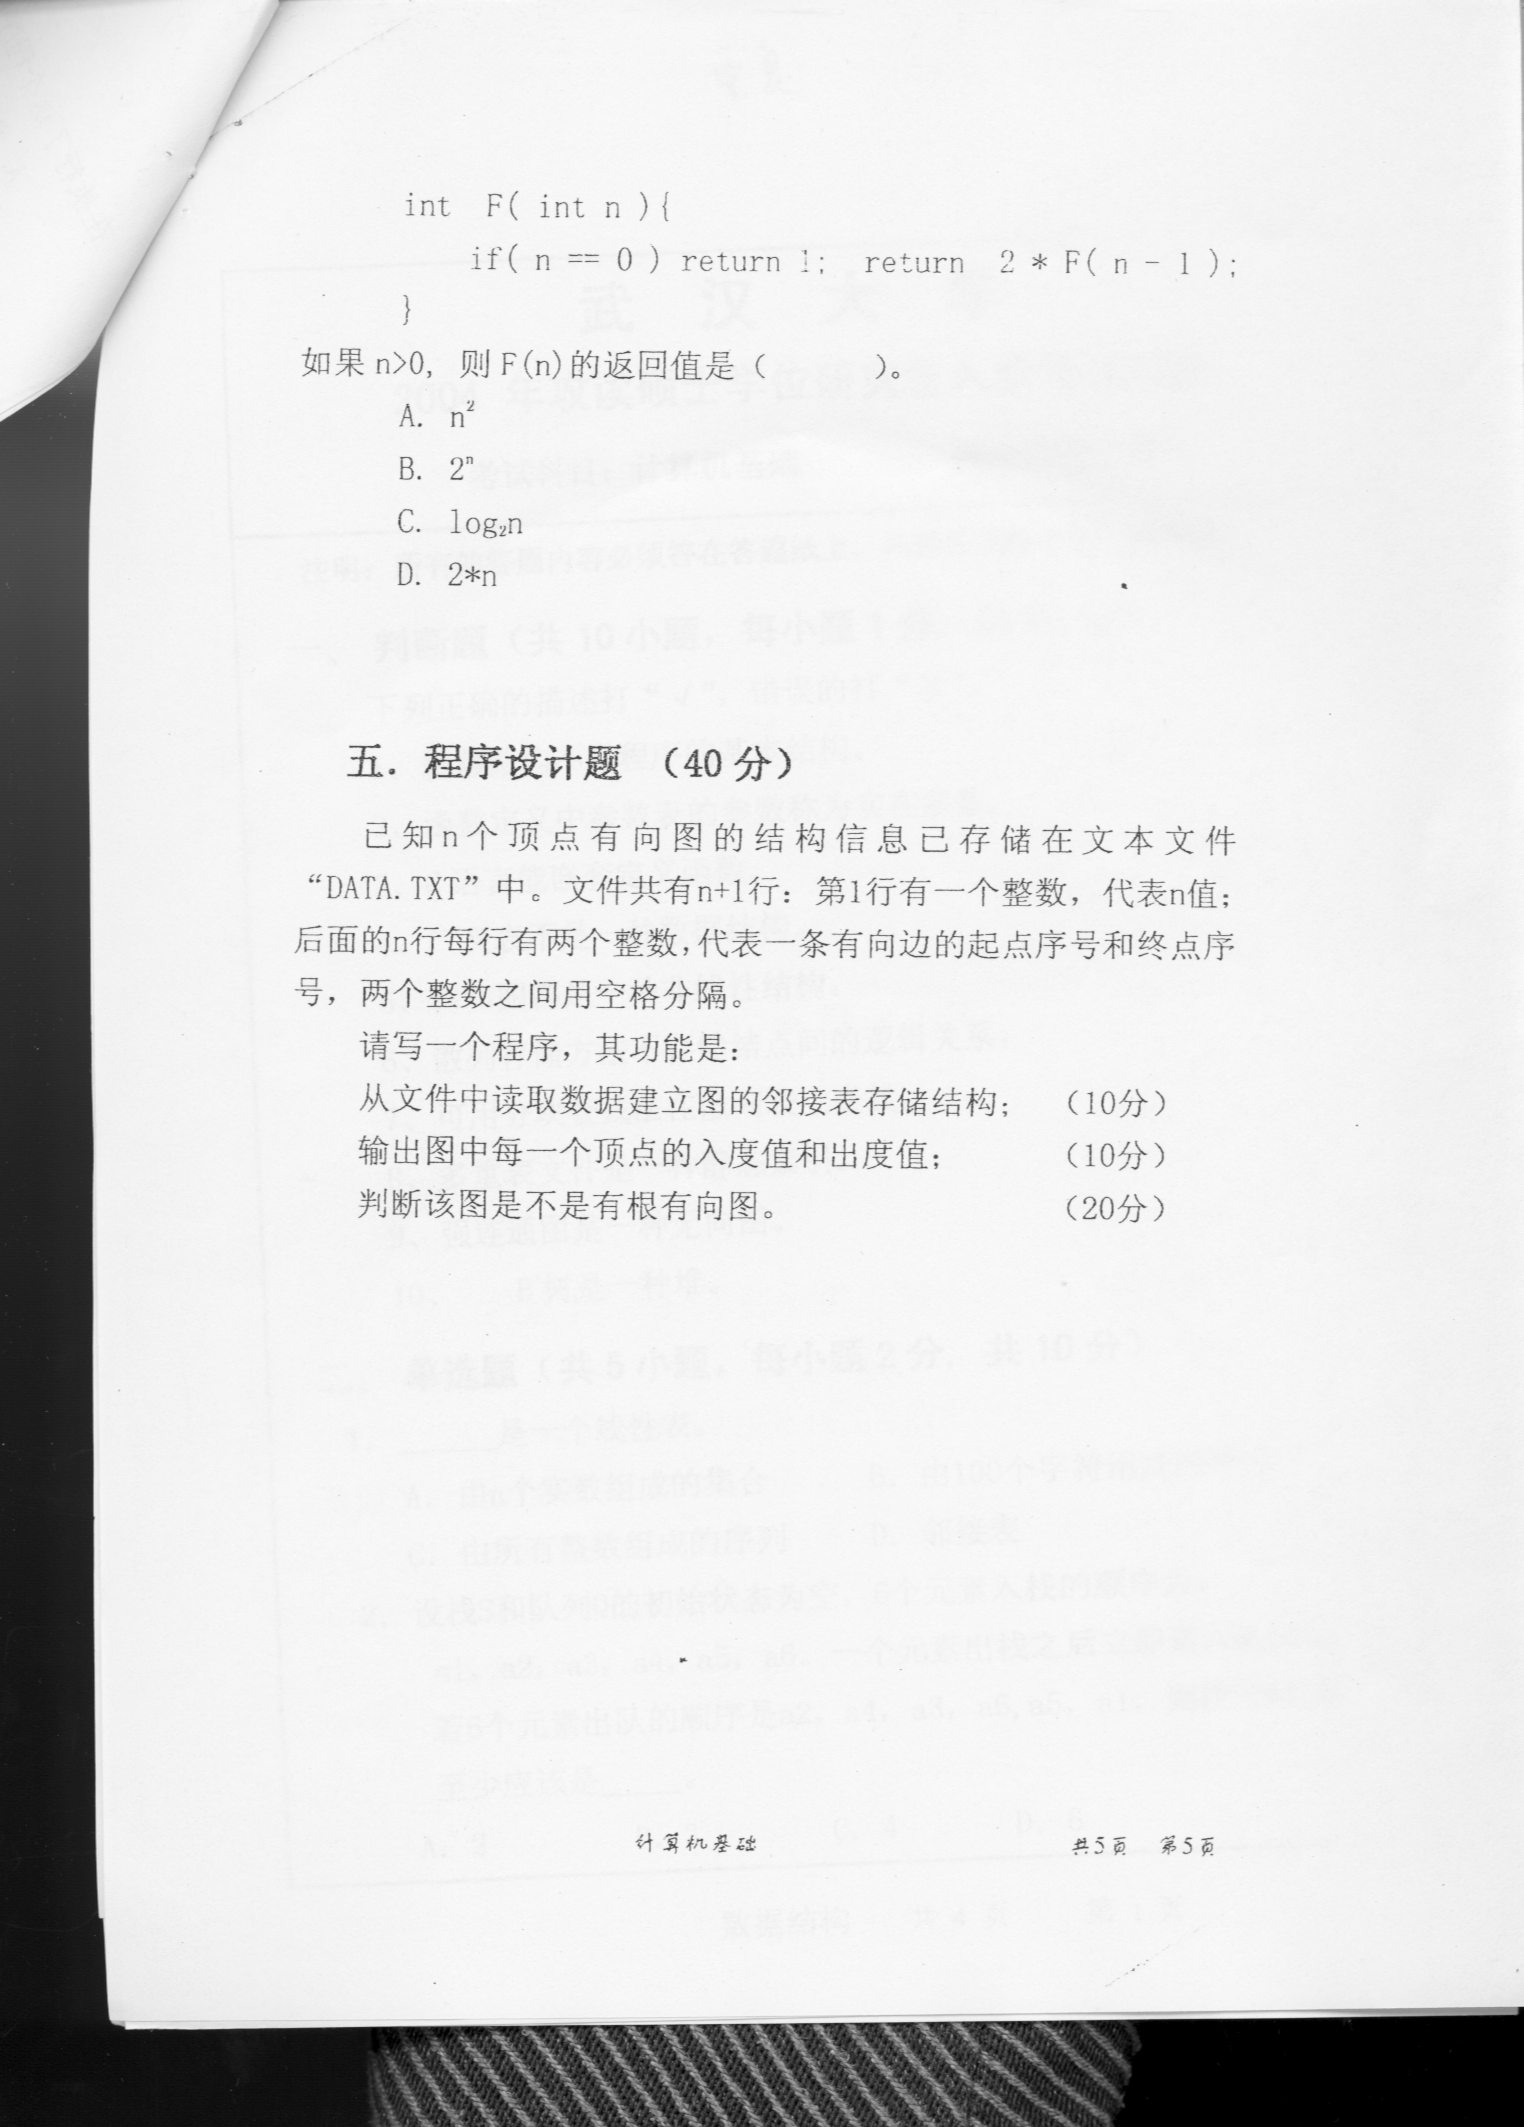 int F( int n ){
if( n == 0 ) return 1; return 2 * F( n - 1 );
}
如果 n>0, 则 F(n)的返回值是（　　）。
A. n²
B. 2ⁿ
C. log₂n
D. 2*n
五．程序设计题 （40 分）
已知n个顶点有向图的结构信息已存储在文本文件
“DATA.TXT”中。文件共有n+1行：第1行有一个整数，代表n值；
后面的n行每行有两个整数,代表一条有向边的起点序号和终点序
号，两个整数之间用空格分隔。
请写一个程序，其功能是：
从文件中读取数据建立图的邻接表存储结构； （10分）
输出图中每一个顶点的入度值和出度值； （10分）
判断该图是不是有根有向图。 （20分）
计算机基础 共5页 第5页